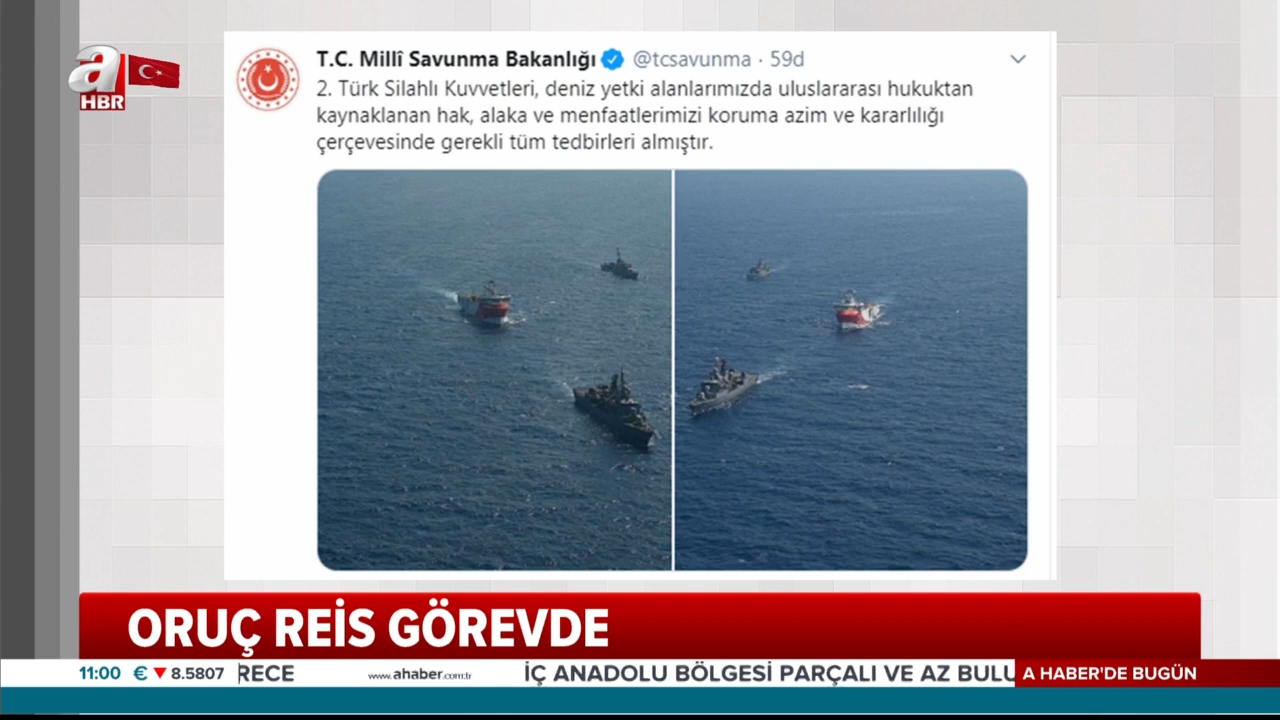 a
HBR
T.C. Millî Savunma Bakanlığı @tcsavunma · 59d
2. Türk Silahlı Kuvvetleri, deniz yetki alanlarımızda uluslararası hukuktan
kaynaklanan hak, alaka ve menfaatlerimizi koruma azim ve kararlılığı
çerçevesinde gerekli tüm tedbirleri almıştır.
ORUÇ REİS GÖREVDE
11:00 € ▼ 8.5807 RECE www.ahaber.com.tr İÇ ANADOLU BÖLGESİ PARÇALI VE AZ BULU A HABER'DE BUGÜN